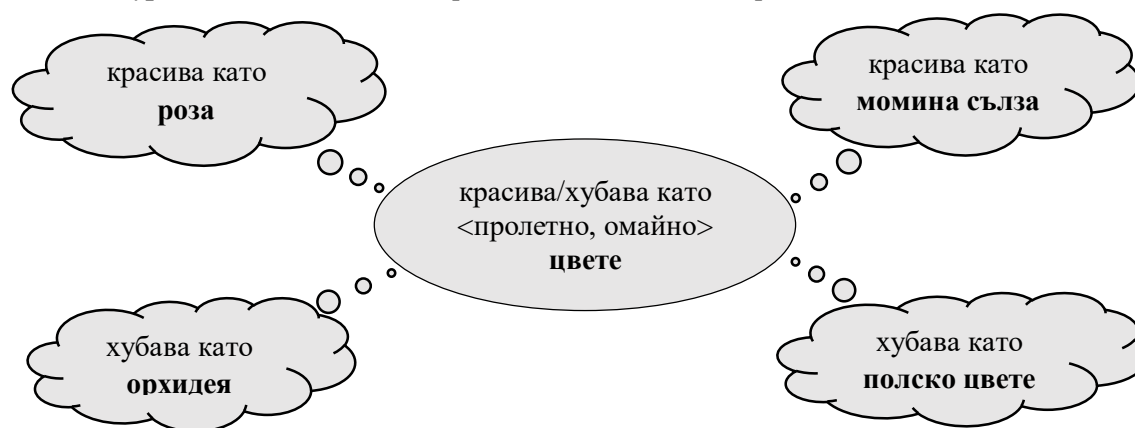 красива като
роза
красива като
момина сълза
красива/хубава като
<пролетно, омайно>
цвете
хубава като
орхидея
хубава като
полско цвете